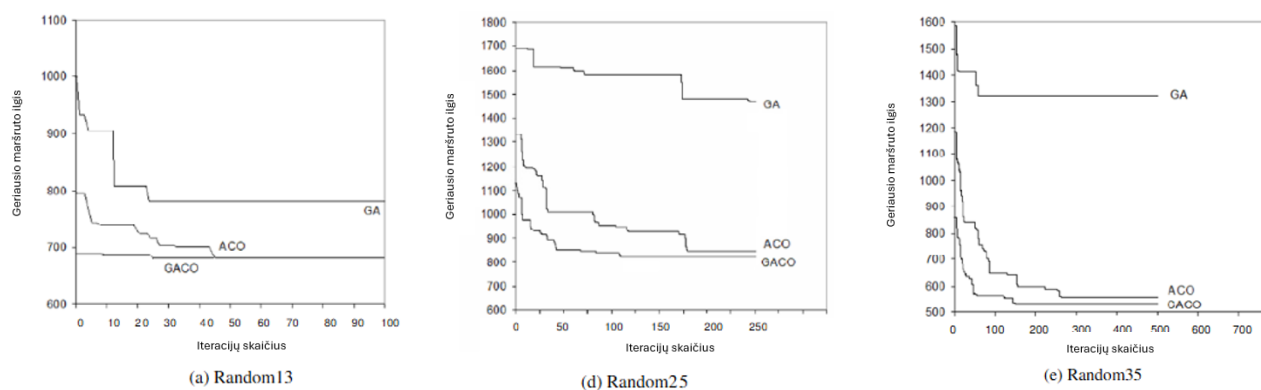 Geriausio maršruto ilgis
1100
1000
900
800
700
600
GA
ACO
GACO
0 10 20 30 40 50 60 70 80 90 100
Iteracijų skaičius
(a) Random13
Geriausio maršruto ilgis
1800
1700
1600
1500
1400
1300
1200
1100
1000
900
800
700
600
GA
ACO
GACO
0 50 75 150 200 250
Iteracijų skaičius
(d) Random25
Geriausio maršruto ilgis
1600
1500
1400
1300
1200
1000
900
800
700
600
500
GA
ACO
GACO
0 100 200 300 400 500 600 700
Iteracijų skaičius
(e) Random35